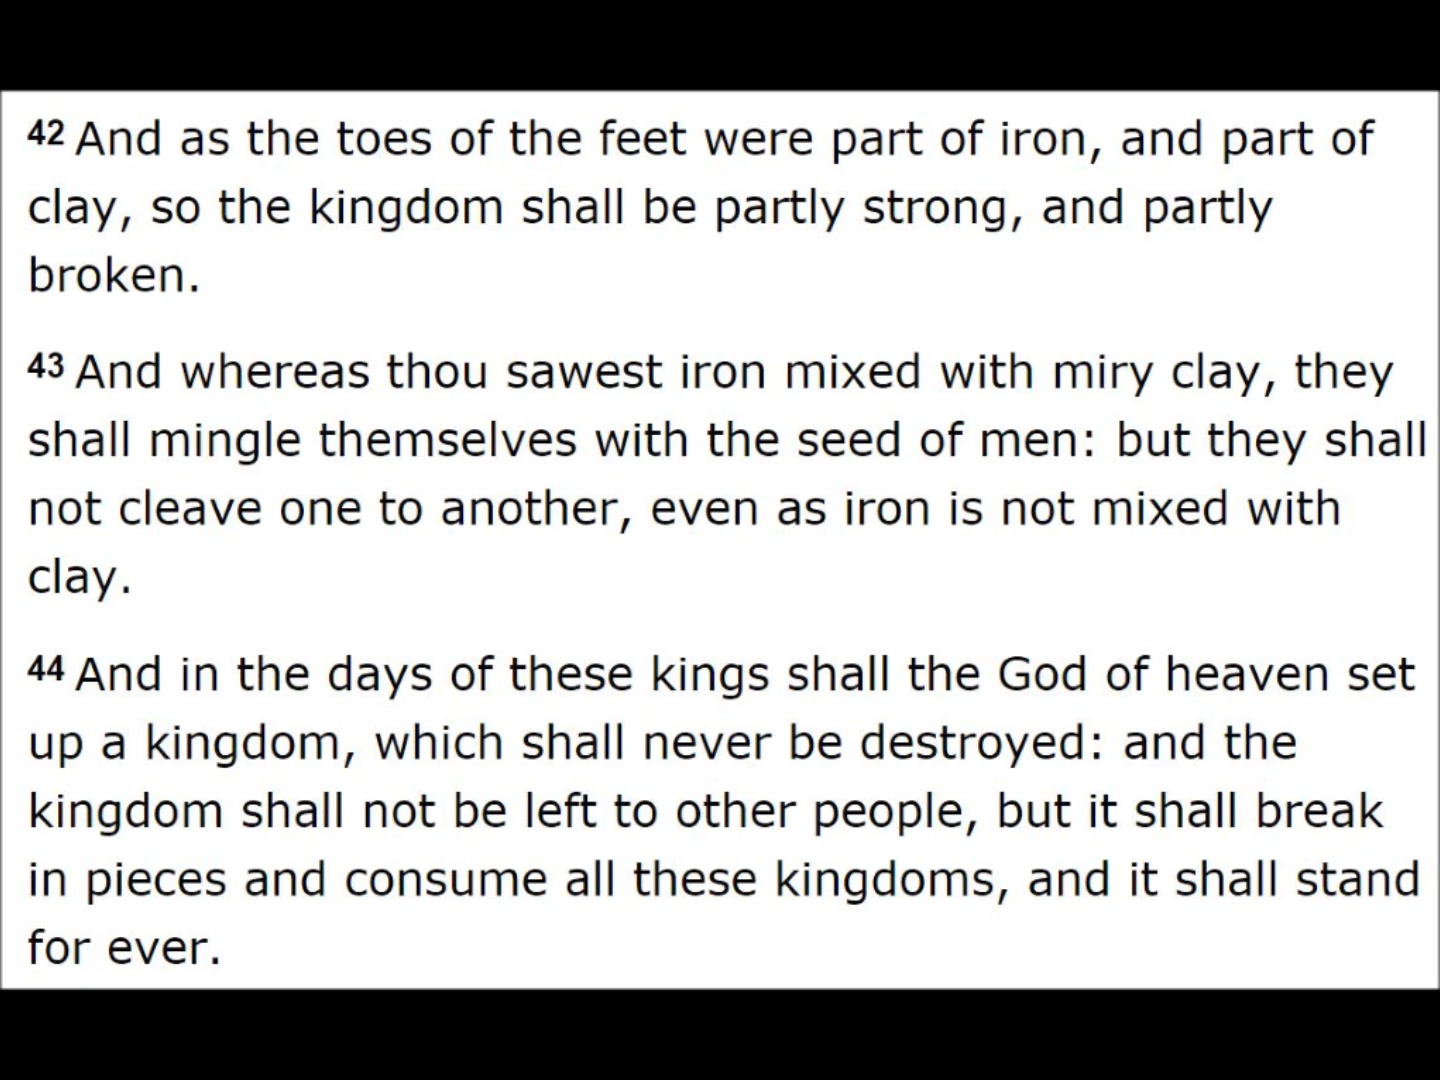 42 And as the toes of the feet were part of iron, and part of
clay, so the kingdom shall be partly strong, and partly
broken.
43 And whereas thou sawest iron mixed with miry clay, they
shall mingle themselves with the seed of men: but they shall
not cleave one to another, even as iron is not mixed with
clay.
44 And in the days of these kings shall the God of heaven set
up a kingdom, which shall never be destroyed: and the
kingdom shall not be left to other people, but it shall break
in pieces and consume all these kingdoms, and it shall stand
for ever.